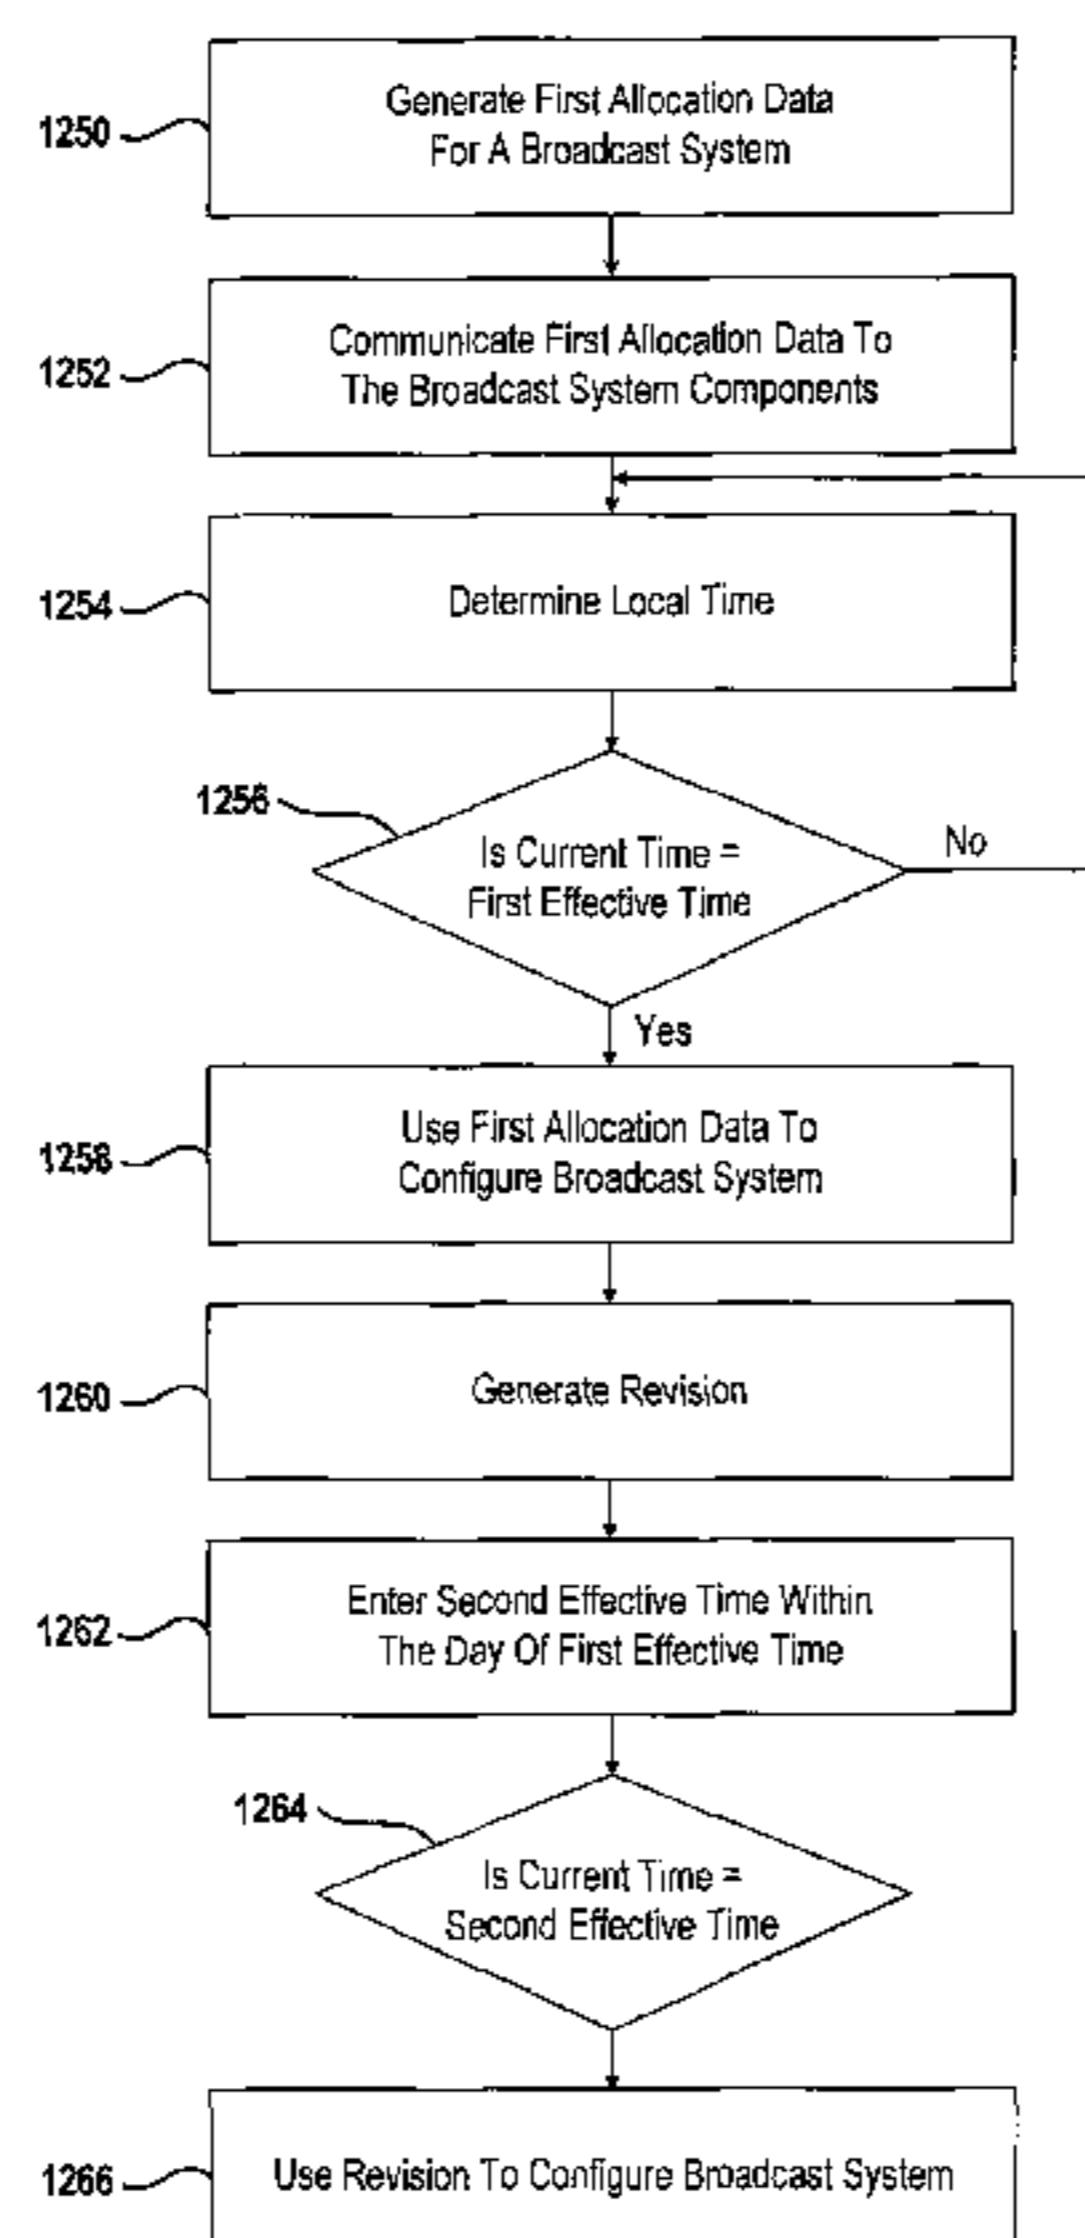 1250
Generate First Allocation Data
For A Broadcast System
1252
Communicate First Allocation Data To
The Broadcast System Components
1254
Determine Local Time
1256
Is Current Time =
First Effective Time
No
Yes
1258
Use First Allocation Data To
Configure Broadcast System
1260
Generate Revision
1262
Enter Second Effective Time Within
The Day Of First Effective Time
1264
Is Current Time =
Second Effective Time
1266
Use Revision To Configure Broadcast System